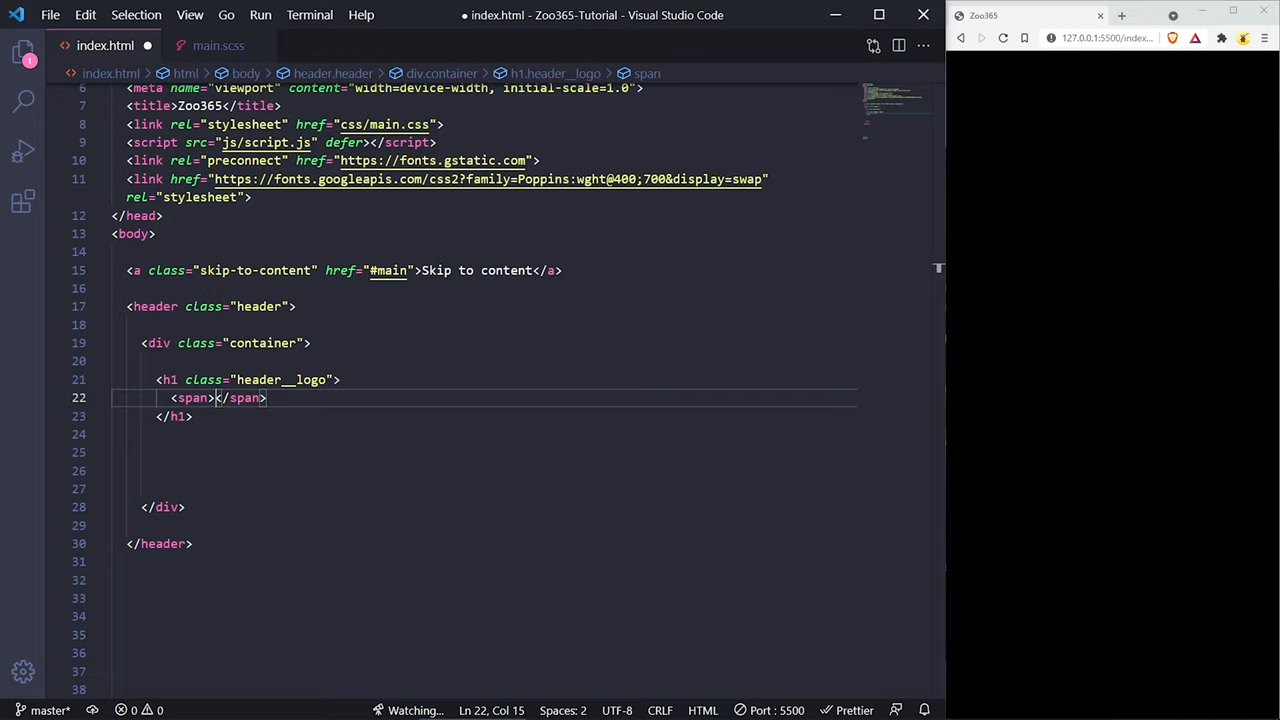 File Edit Selection View Go Run Terminal Help ● index.html - Zoo365-Tutorial - Visual Studio Code
Zoo365
index.html main.scss
127.0.0.1:5500/index...
1
index.html > html > body > header.header > div.container > h1.header__logo > span
6 <meta name="viewport" content="width=device-width, initial-scale=1.0">
7 <title>Zoo365</title>
8 <link rel="stylesheet" href="css/main.css">
9 <script src="js/script.js" defer></script>
10 <link rel="preconnect" href="https://fonts.gstatic.com">
11 <link href="https://fonts.googleapis.com/css2?family=Poppins:wght@400;700&display=swap"
rel="stylesheet">
12 </head>
13 <body>
14
15 <a class="skip-to-content" href="#main">Skip to content</a>
16
17 <header class="header">
18
19 <div class="container">
20
21 <h1 class="header__logo">
22 <span></span>
23 </h1>
24
25
26
27
28 </div>
29
30 </header>
31
32
33
34
35
36
37
38
master* 0 0 Watching... Ln 22, Col 15 Spaces: 2 UTF-8 CRLF HTML Port : 5500 Prettier